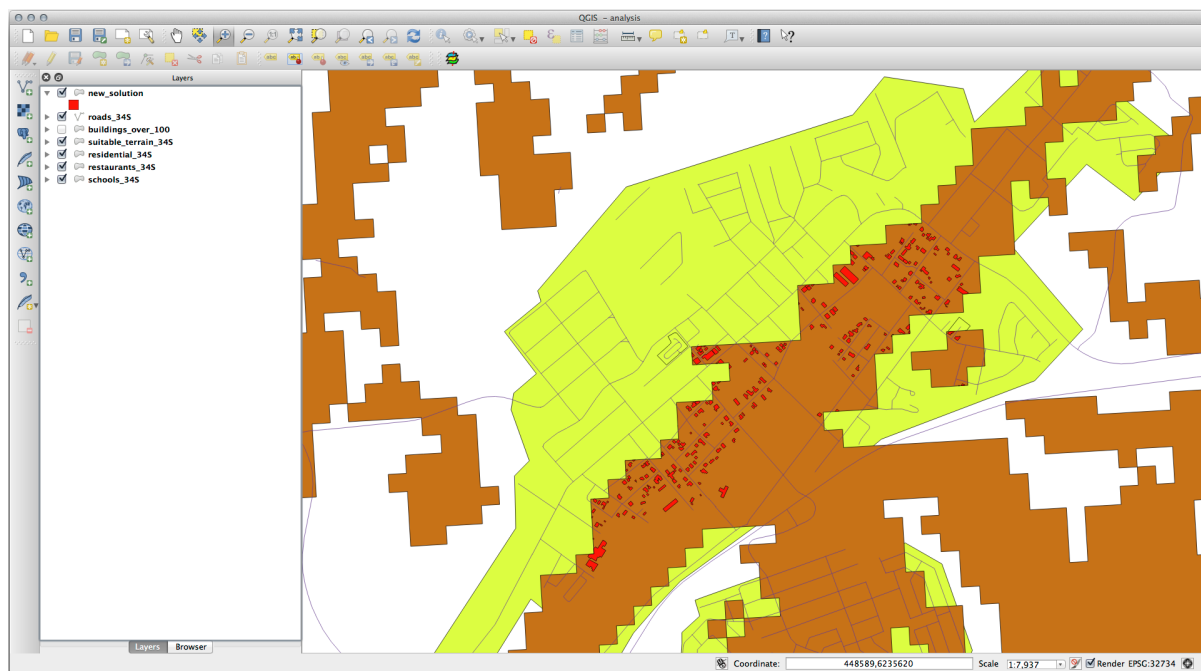 QGIS - analysis
Layers
new_solution
roads_34S
buildings_over_100
suitable_terrain_34S
residential_34S
restaurants_34S
schools_34S
Layers Browser
Coordinate: 448589,6235620 Scale 1:7,937 Render EPSG:32734